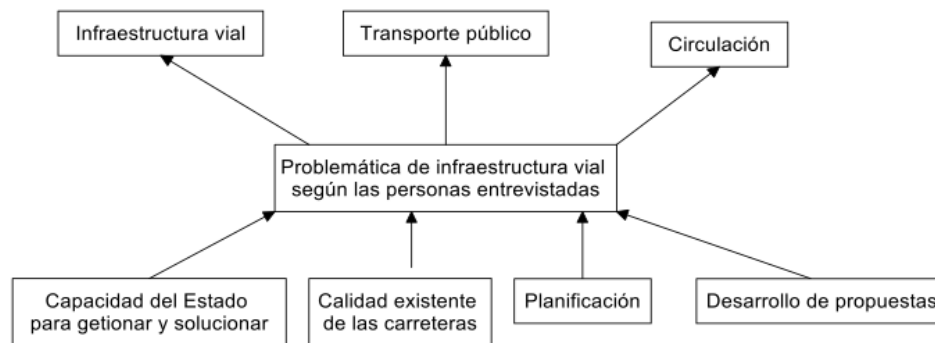 Infraestructura vial
Transporte público
Circulación
Problemática de infraestructura vial
según las personas entrevistadas
Capacidad del Estado
para getionar y solucionar
Calidad existente
de las carreteras
Planificación
Desarrollo de propuestas